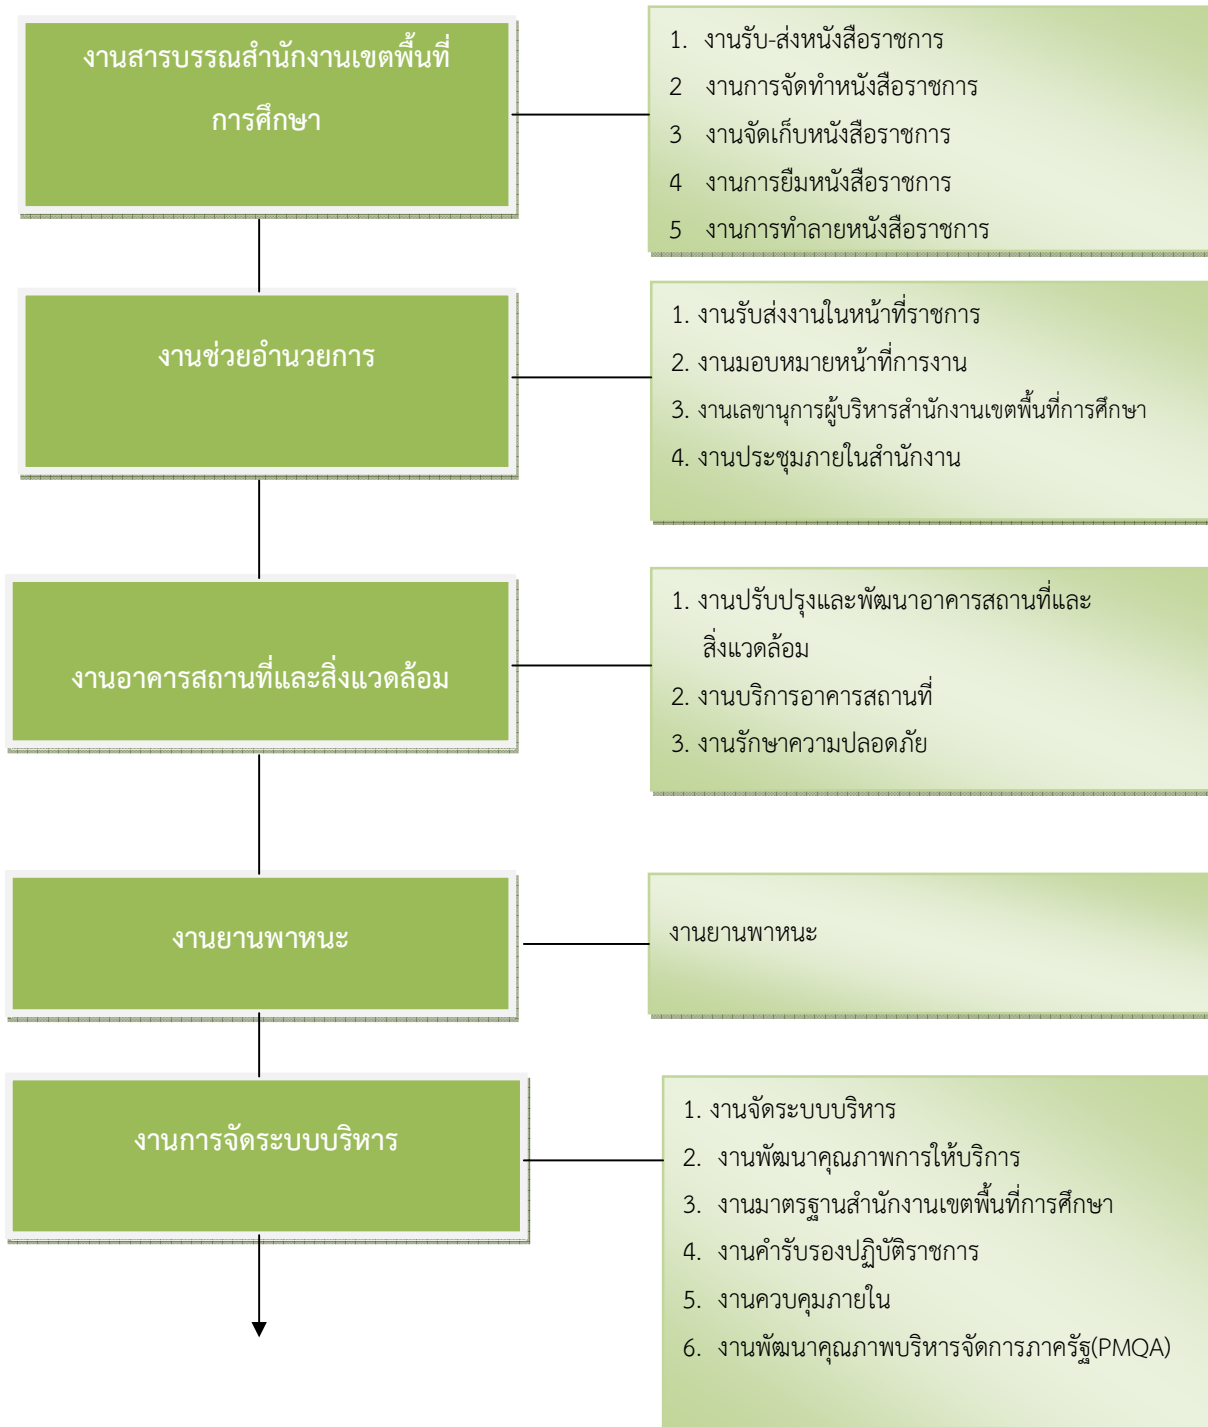 งานสารบรรณสำนักงานเขตพื้นที่
การศึกษา
1. งานรับ-ส่งหนังสือราชการ
2 งานการจัดทำหนังสือราชการ
3 งานจัดเก็บหนังสือราชการ
4 งานการยืมหนังสือราชการ
5 งานการทำลายหนังสือราชการ
งานช่วยอำนวยการ
1. งานรับส่งงานในหน้าที่ราชการ
2. งานมอบหมายหน้าที่การงาน
3. งานเลขานุการผู้บริหารสำนักงานเขตพื้นที่การศึกษา
4. งานประชุมภายในสำนักงาน
งานอาคารสถานที่และสิ่งแวดล้อม
1. งานปรับปรุงและพัฒนาอาคารสถานที่และ
สิ่งแวดล้อม
2. งานบริการอาคารสถานที่
3. งานรักษาความปลอดภัย
งานยานพาหนะ
งานยานพาหนะ
งานการจัดระบบบริหาร
1. งานจัดระบบบริหาร
2. งานพัฒนาคุณภาพการให้บริการ
3. งานมาตรฐานสำนักงานเขตพื้นที่การศึกษา
4. งานคำรับรองปฏิบัติราชการ
5. งานควบคุมภายใน
6. งานพัฒนาคุณภาพบริหารจัดการภาครัฐ(PMQA)